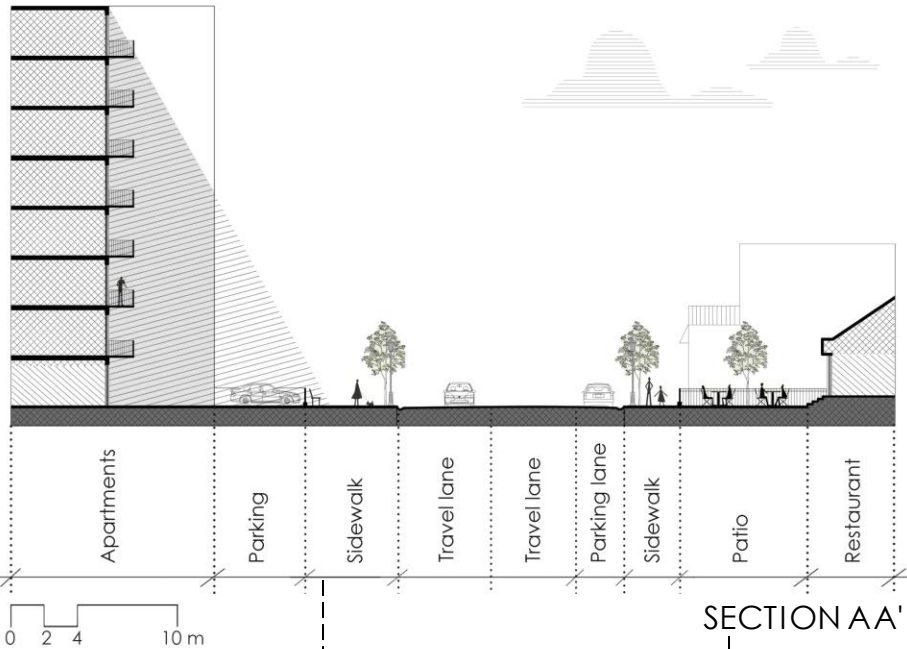 Apartments
Parking
Sidewalk
Travel lane
Travel lane
Parking lane
Sidewalk
Patio
Restaurant
0 2 4 10 m
SECTION AA'